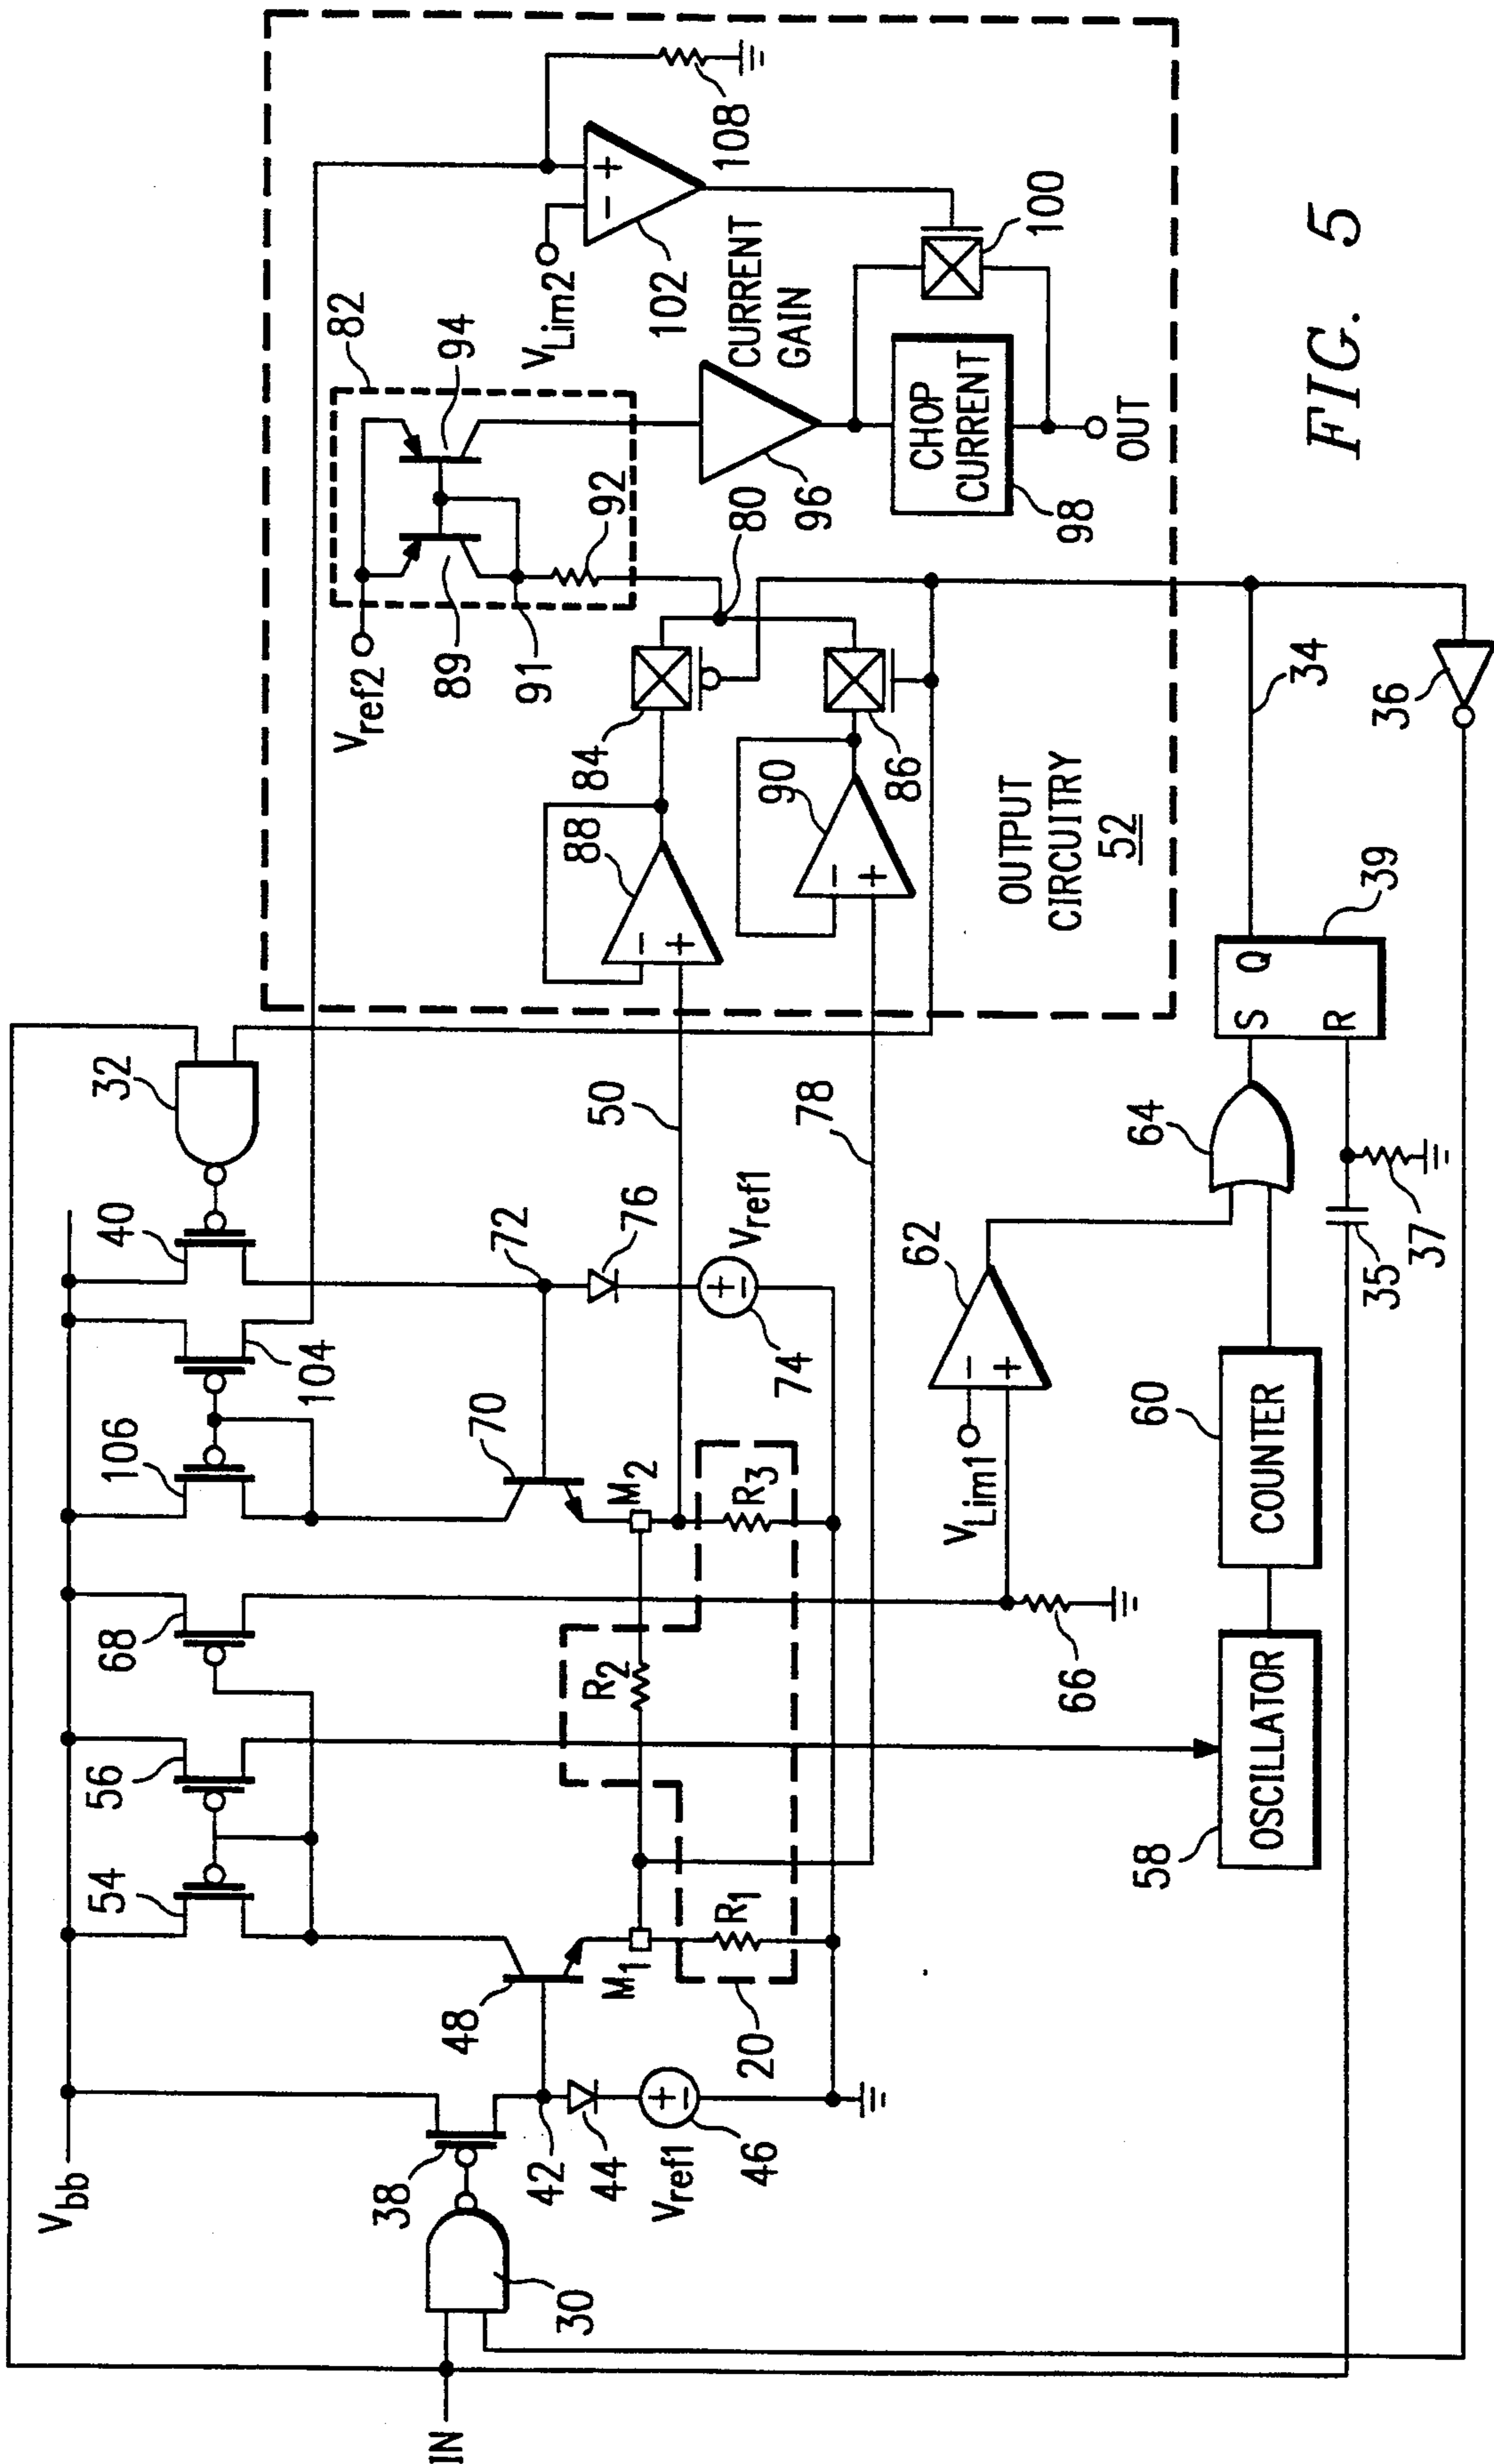 IN
V_bb
30
38
42
44
V_ref1
46
48
54
56
68
106
104
40
32
M_1
R_1
20
R_2
M_2
R_3
70
72
76
V_ref1
74
50
78
V_Lim1
62
66
58
OSCILLATOR
60
COUNTER
64
35
37
S
Q
R
39
34
36
OUTPUT
CIRCUITRY
52
88
90
84
86
80
V_ref2
89
91
92
94
82
96
CURRENT
GAIN
CHOP
CURRENT
98
OUT
100
V_Lim2
102
108
− +
− +
− +
− +
+ −
+ −
FIG. 5